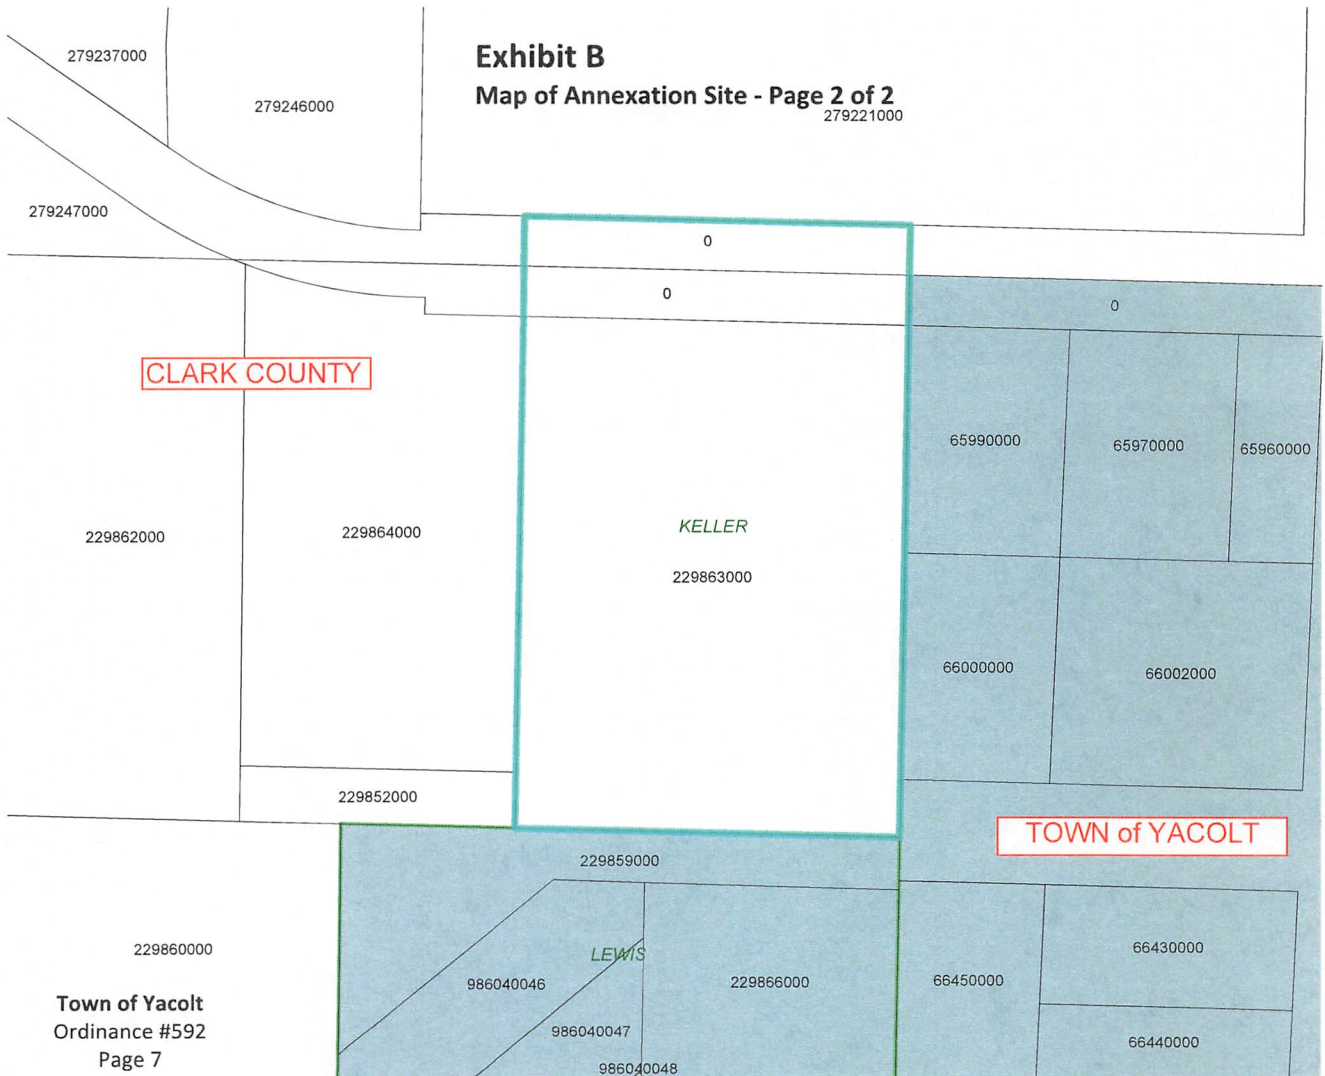 Exhibit B
Map of Annexation Site - Page 2 of 2
279237000
279246000
279221000
279247000
0
0
0
CLARK COUNTY
65990000
65970000
65960000
229862000
229864000
KELLER
229863000
66000000
66002000
229852000
TOWN of YACOLT
229859000
229860000
LEWIS
66430000
986040046
229866000
66450000
Town of Yacolt
Ordinance #592
Page 7
986040047
66440000
986040048